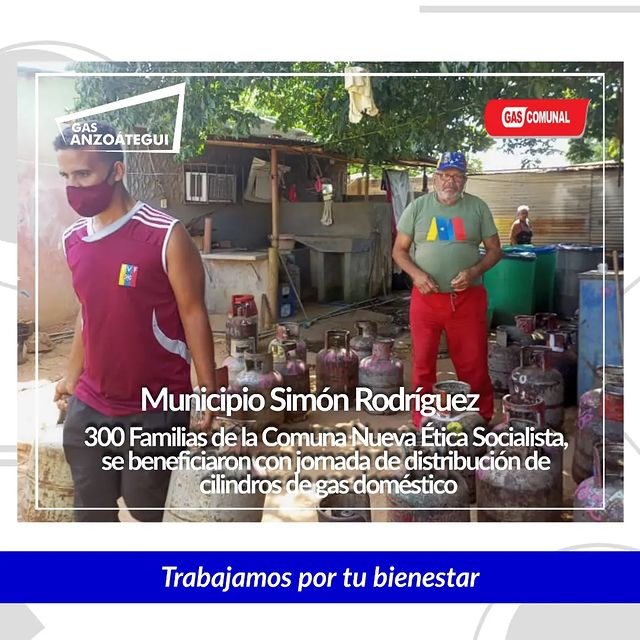 GAS
ANZOÁTEGUI
GAS COMUNAL
Municipio Simón Rodríguez
300 Familias de la Comuna Nueva Ética Socialista,
se beneficiaron con jornada de distribución de
cilindros de gas doméstico
Trabajamos por tu bienestar